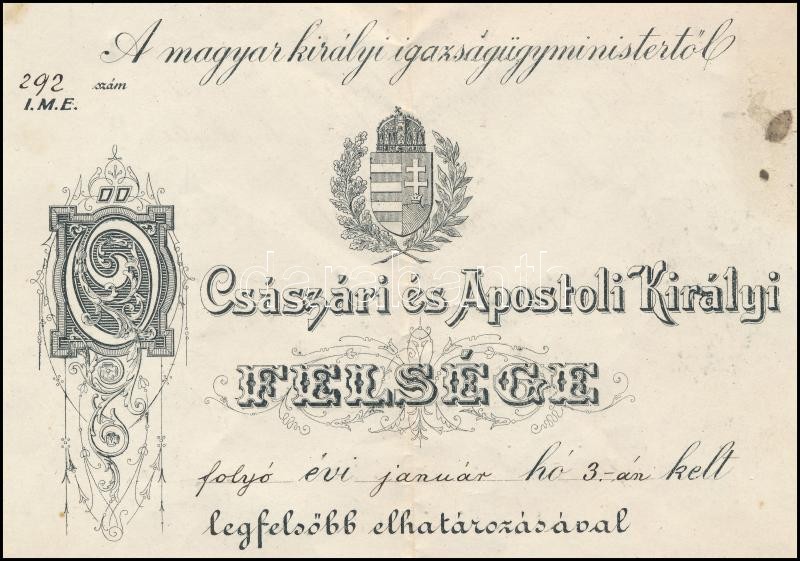 A magyar királyi igazságügyministertől
292 szám
I.M.E.
Ő Császári és Apostoli Királyi
FELSÉGE
folyó évi január hó 3.-án kelt
legfelsőbb elhatározásával